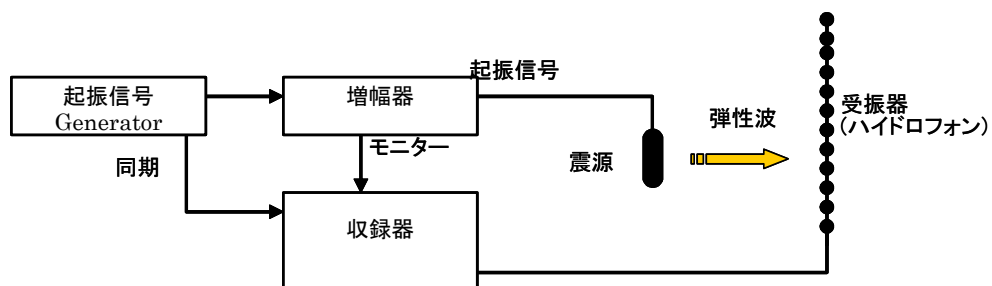 起振信号
Generator
増幅器
起振信号
同期
モニター
収録器
震源
弾性波
受振器
（ハイドロフォン）